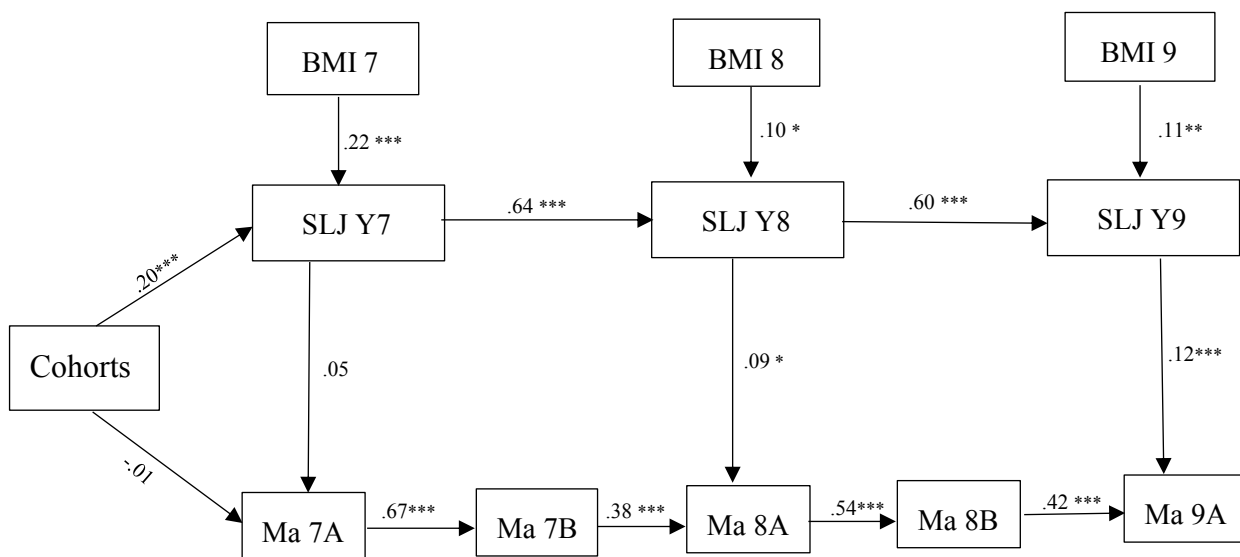 BMI 7
BMI 8
BMI 9
.22 ***
.10 *
.11**
SLJ Y7
.64 ***
SLJ Y8
.60 ***
SLJ Y9
.20***
Cohorts
.05
.09 *
.12***
-.01
Ma 7A
.67***
Ma 7B
.38 ***
Ma 8A
.54***
Ma 8B
.42 ***
Ma 9A